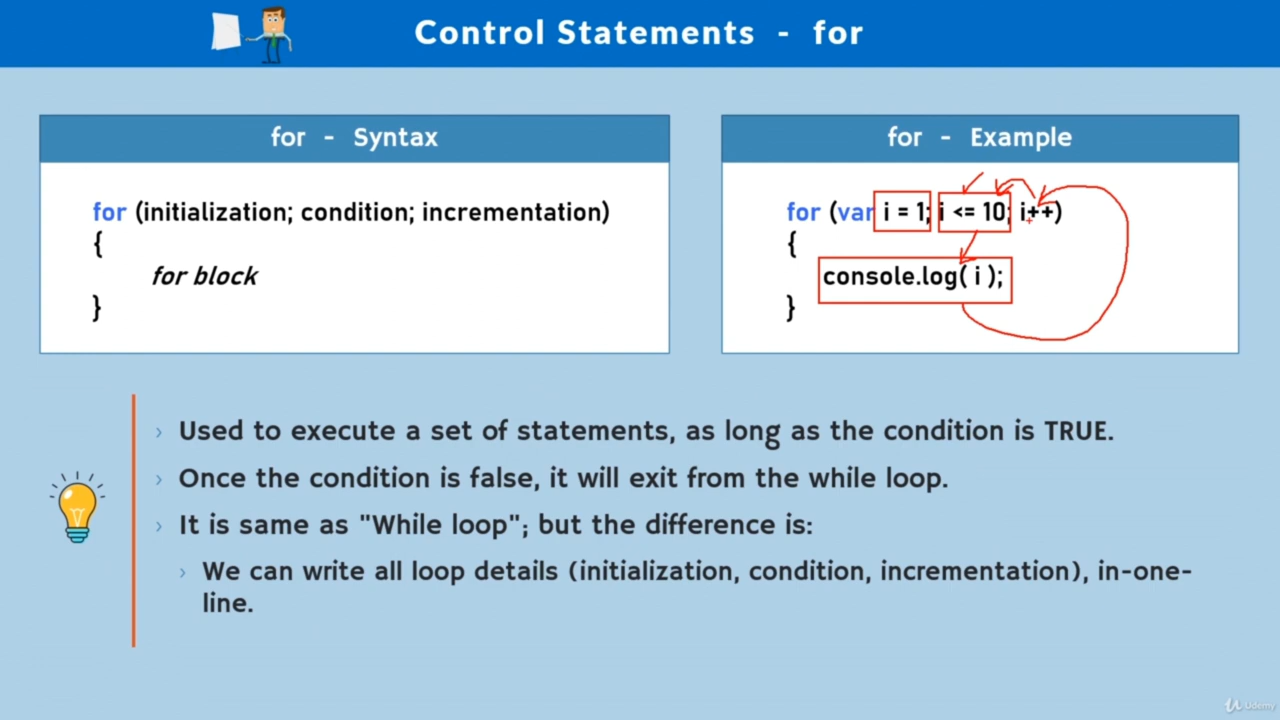 Control Statements - for
for - Syntax
for (initialization; condition; incrementation)
{
for block
}
for - Example
for (var i = 1; i <= 10; i++)
{
console.log( i );
}
› Used to execute a set of statements, as long as the condition is TRUE.
› Once the condition is false, it will exit from the while loop.
› It is same as "While loop"; but the difference is:
› We can write all loop details (initialization, condition, incrementation), in-one-
line.
Udemy